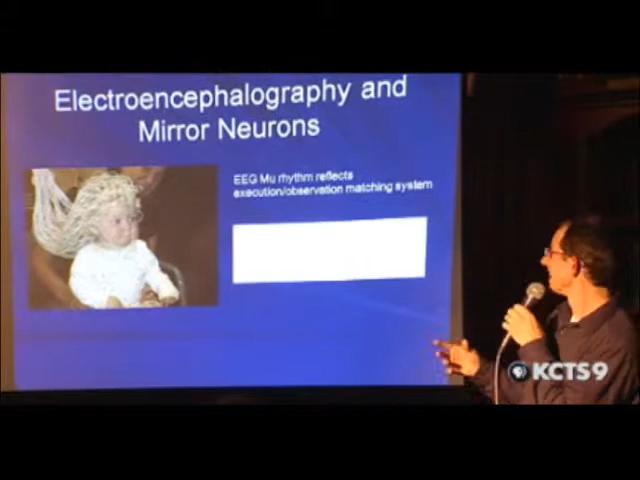 Electroencephalography and
Mirror Neurons
EEG Mu rhythm reflects
execution/observation matching system
KCTS9